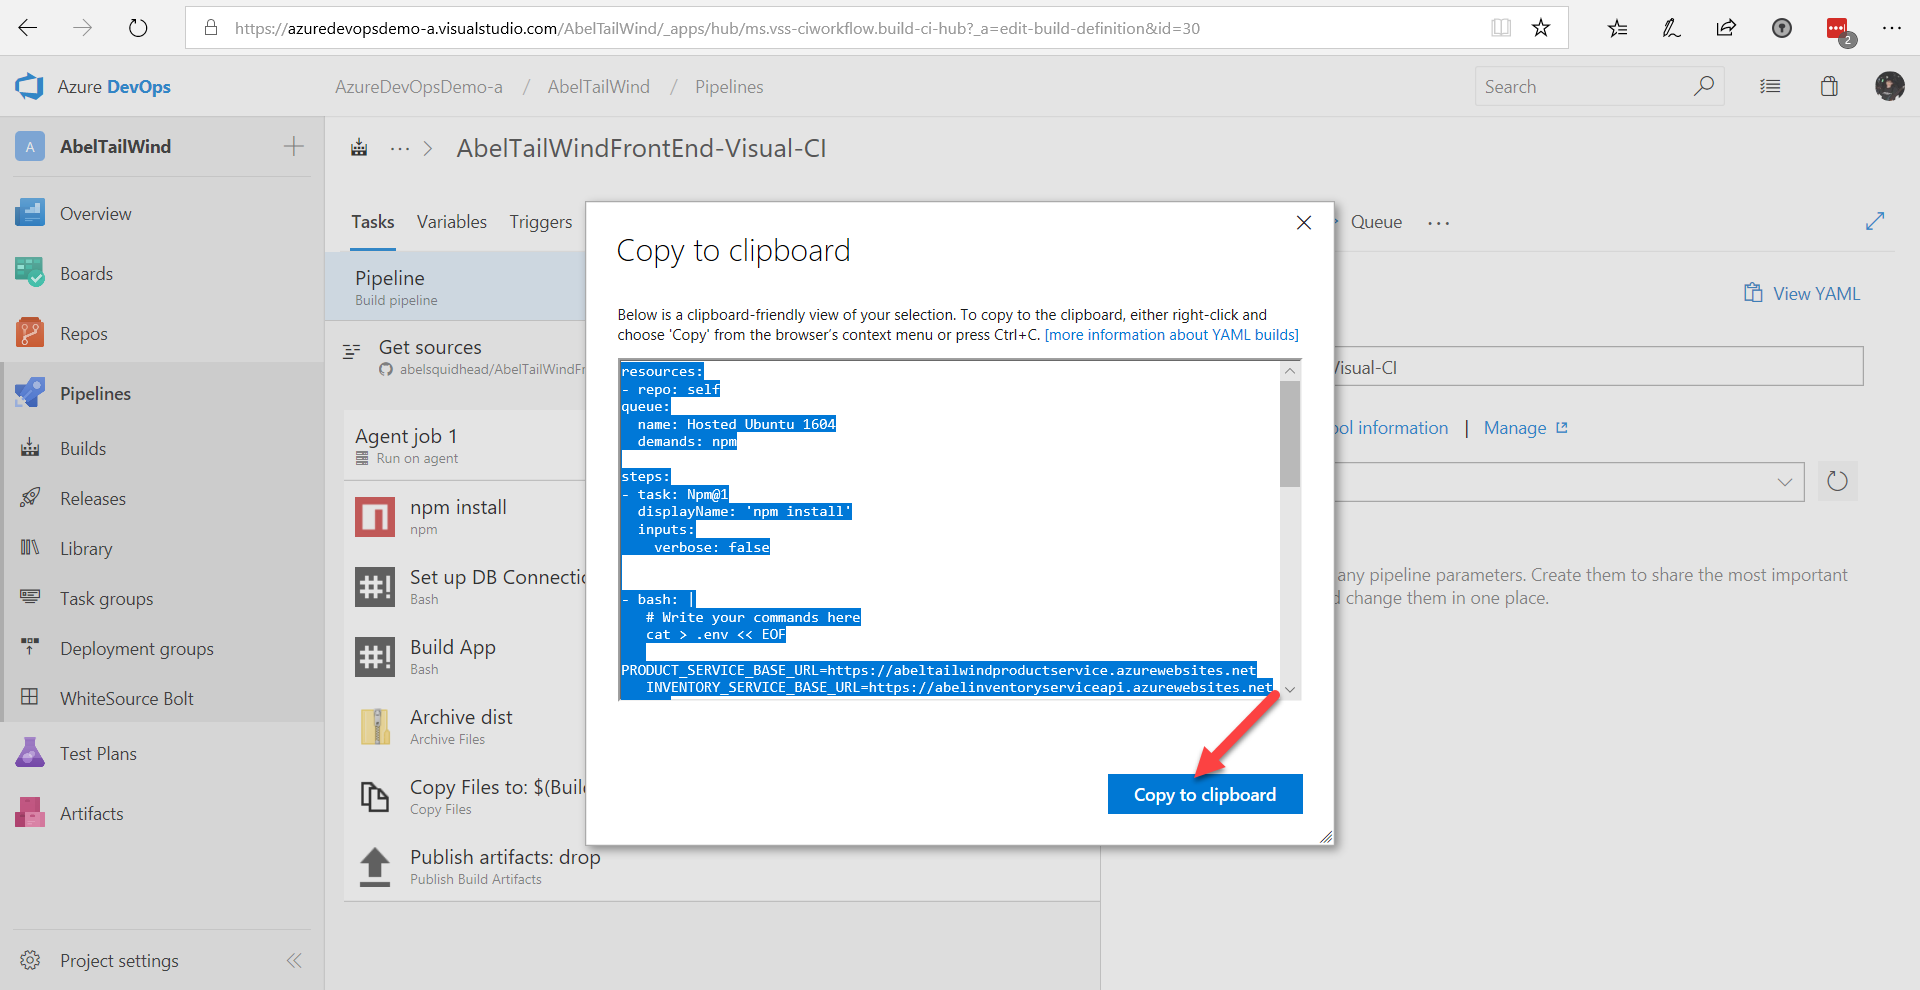 https://azuredevopsdemo-a.visualstudio.com/AbelTailWind/_apps/hub/ms.vss-ciworkflow.build-ci-hub?_a=edit-build-definition&id=30
2
Azure DevOps
AzureDevOpsDemo-a / AbelTailWind / Pipelines
Search
A AbelTailWind
Overview
Boards
Repos
Pipelines
Builds
Releases
Library
Task groups
Deployment groups
WhiteSource Bolt
Test Plans
Artifacts
Project settings
... > AbelTailWindFrontEnd-Visual-CI
Tasks Variables Triggers
Queue ...
Pipeline
Build pipeline
View YAML
Get sources
abelsquidhead/AbelTailWindFr
Agent job 1
Run on agent
npm install
npm
Set up DB Connectio
Bash
Build App
Bash
Archive dist
Archive Files
Copy Files to: $(Buil
Copy Files
Publish artifacts: drop
Publish Build Artifacts
Copy to clipboard
Below is a clipboard-friendly view of your selection. To copy to the clipboard, either right-click and
choose 'Copy' from the browser's context menu or press Ctrl+C. [more information about YAML builds]
resources:
- repo: self
queue:
name: Hosted Ubuntu 1604
demands: npm
steps:
- task: Npm@1
displayName: 'npm install'
inputs:
verbose: false
- bash: |
# Write your commands here
cat > .env << EOF
PRODUCT_SERVICE_BASE_URL=https://abeltailwindproductservice.azurewebsites.net
INVENTORY_SERVICE_BASE_URL=https://abelinventoryserviceapi.azurewebsites.net
Copy to clipboard
isual-CI
ool information | Manage
any pipeline parameters. Create them to share the most important
d change them in one place.